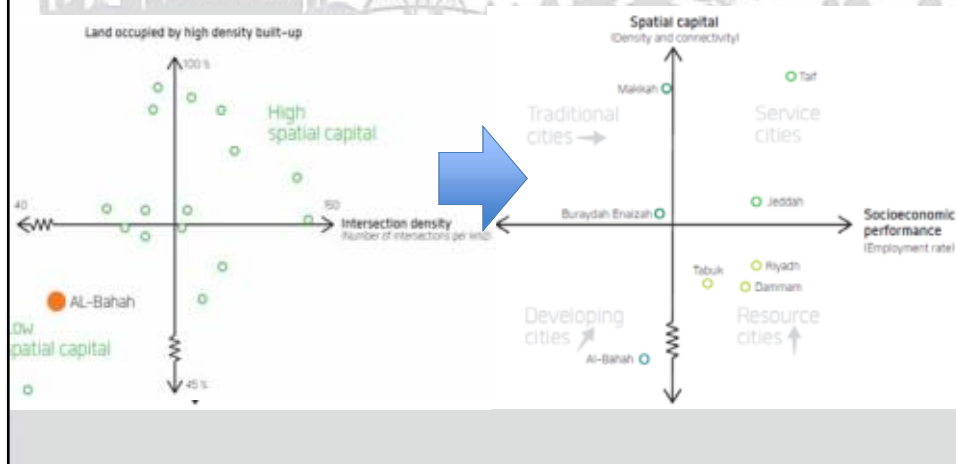 Land occupied by high density built-up
100 %
High
spatial capital
40
150
Intersection density
(Number of intersections per km2)
AL-Bahah
Low
spatial capital
45 %
Spatial capital
(Density and connectivity)
Makkah
Taif
Traditional
cities
Service
cities
Buraydah Enaizah
Jeddah
Socioeconomic
performance
(Employment rate)
Tabuk
Riyadh
Dammam
Developing
cities
Resource
cities
Al-Bahah